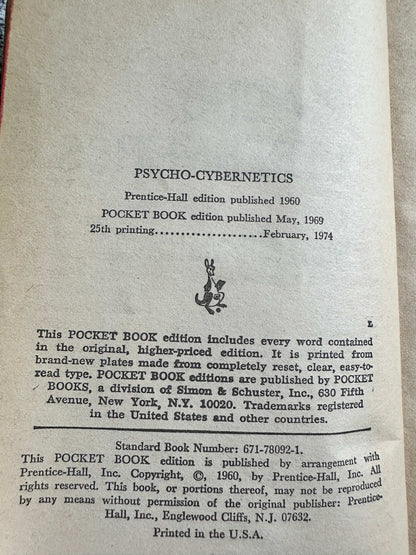 PSYCHO-CYBERNETICS
Prentice-Hall edition published 1960
POCKET BOOK edition published May, 1969
25th printing....................February, 1974
L
This POCKET BOOK edition includes every word contained
in the original, higher-priced edition. It is printed from
brand-new plates made from completely reset, clear, easy-to-
read type. POCKET BOOK editions are published by POCKET
BOOKS, a division of Simon & Schuster, Inc., 630 Fifth
Avenue, New York, N.Y. 10020. Trademarks registered
in the United States and other countries.
Standard Book Number: 671-78092-1.
This POCKET BOOK edition is published by arrangement with
Prentice-Hall, Inc. Copyright, ©, 1960, by Prentice-Hall, Inc. All
rights reserved. This book, or portions thereof, may not be reproduced
by any means without permission of the original publisher: Prentice-
Hall, Inc., Englewood Cliffs, N.J. 07632.
Printed in the U.S.A.